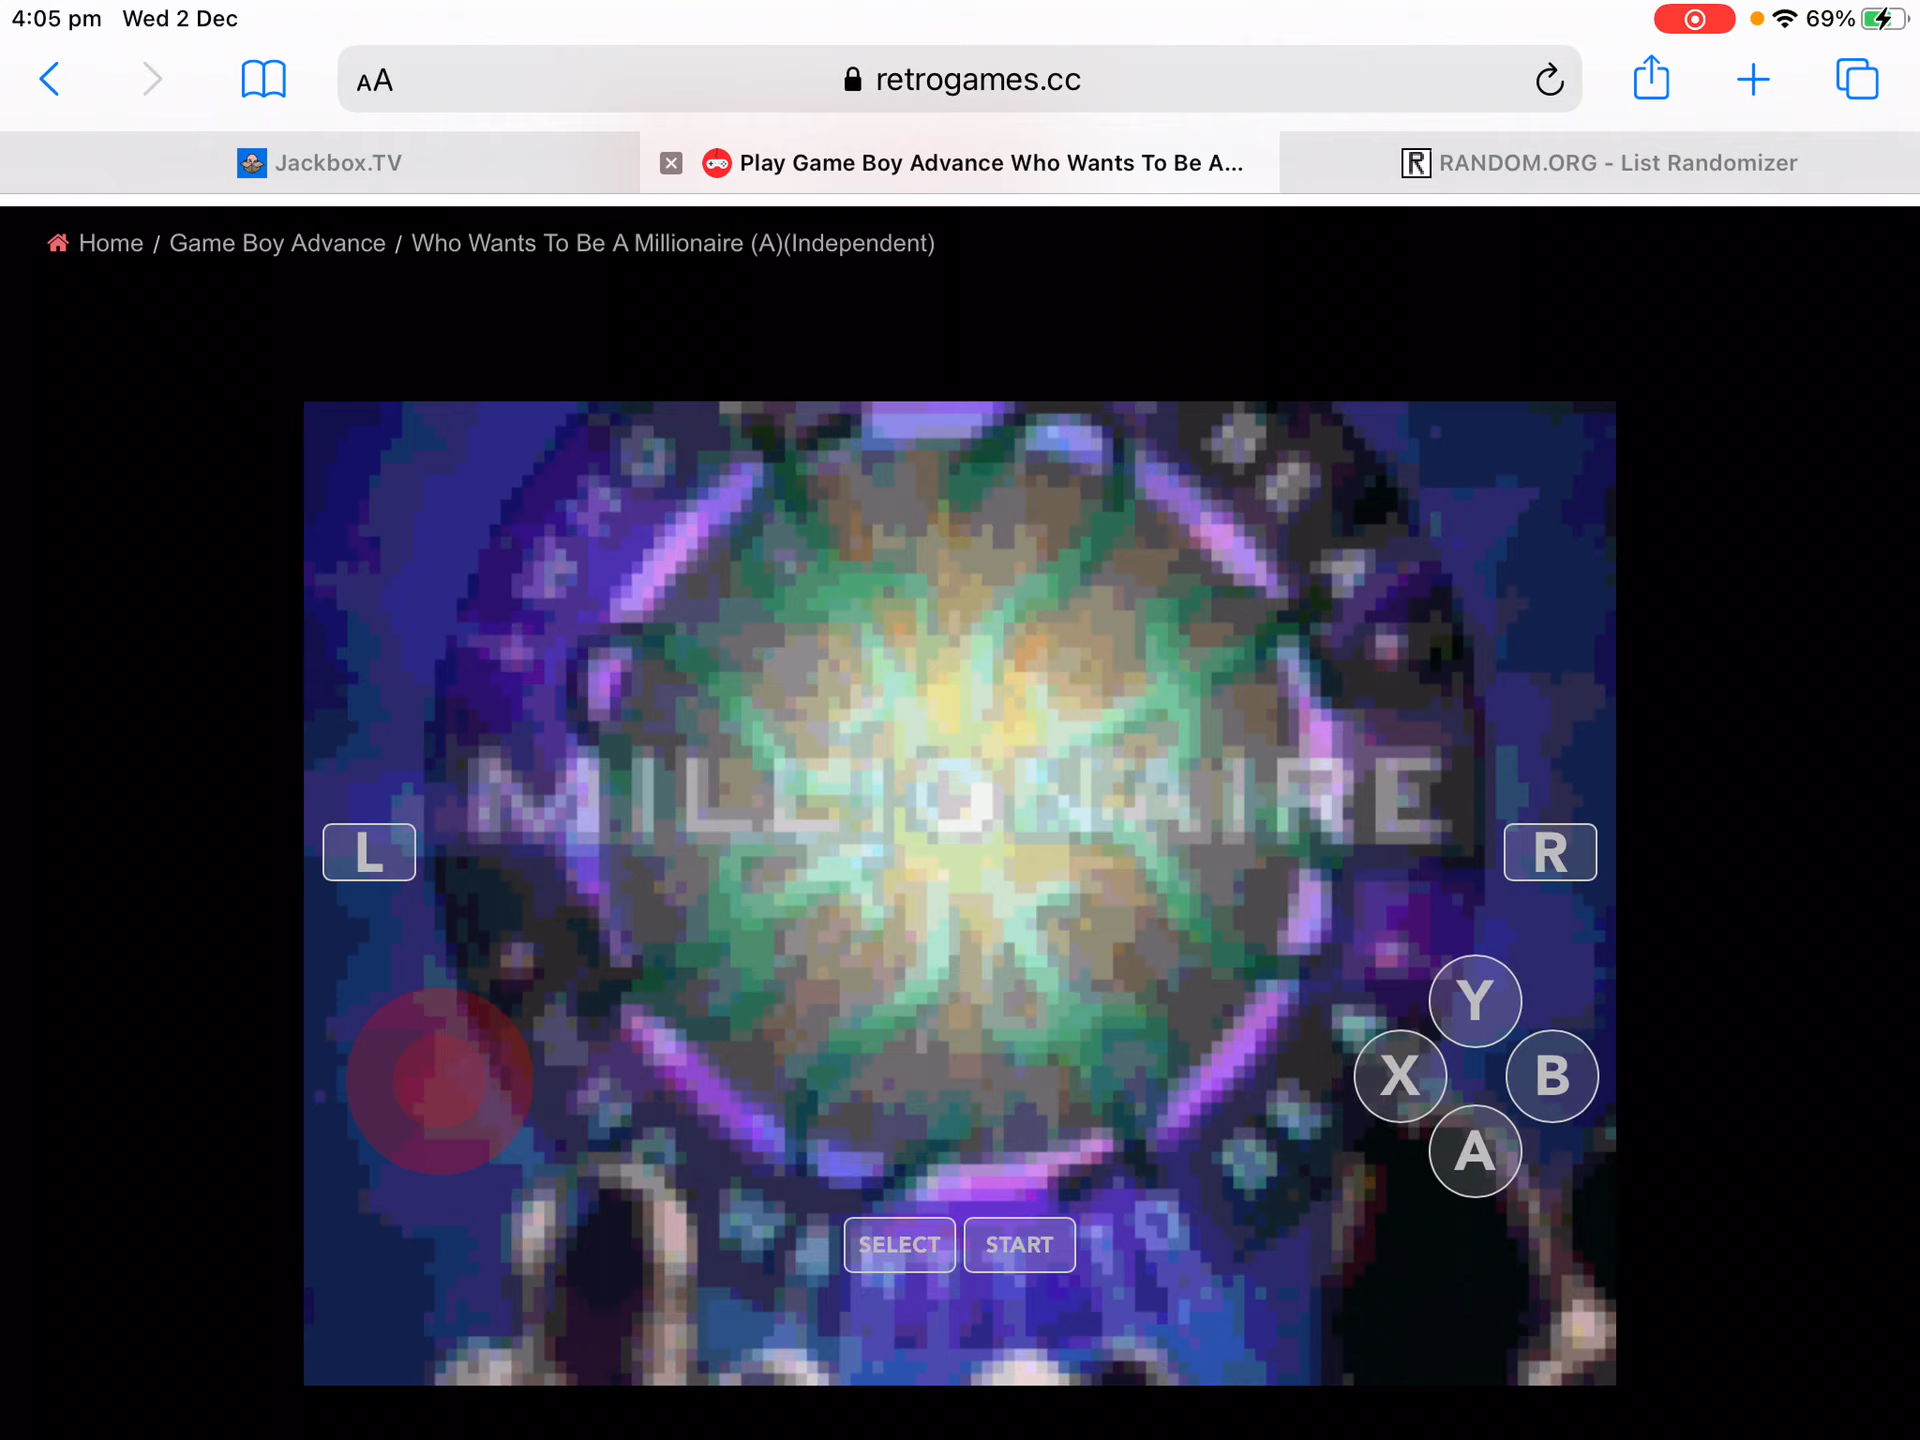 4:05 pm Wed 2 Dec
69%
AA
retrogames.cc
Jackbox.TV
Play Game Boy Advance Who Wants To Be A...
RANDOM.ORG - List Randomizer
Home / Game Boy Advance / Who Wants To Be A Millionaire (A)(Independent)
MILLIONAIRE
L
R
Y
X
B
A
SELECT
START